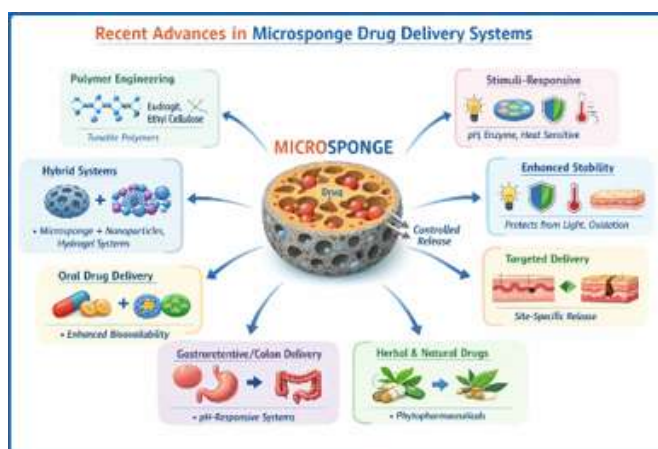 Recent Advances in Microsponge Drug Delivery Systems
Polymer Engineering
Eudragit,
Ethyl Cellulose
Tunable Polymers
Stimuli-Responsive
pH, Enzyme, Heat Sensitive
MICROSPONGE
Drug
Controlled
Release
Hybrid Systems
• Microsponge + Nanoparticles,
Hydrogel Systems
Enhanced Stability
Protects from Light, Oxidation
Oral Drug Delivery
• Enhanced Bioavailability
Targeted Delivery
Site-Specific Release
Gastroretentive/Colon Delivery
• pH-Responsive Systems
Herbal & Natural Drugs
• Phytopharmaceuticals